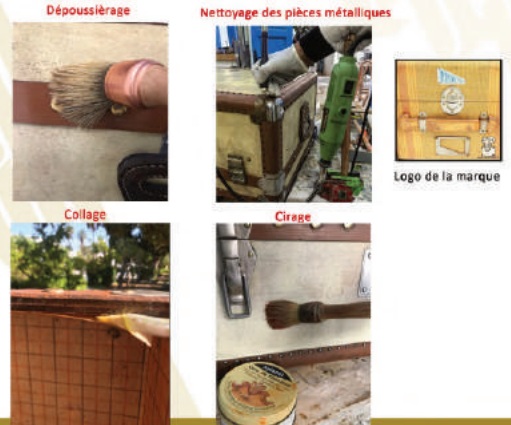 Dépoussièrage
Nettoyage des pièces métalliques
Logo de la marque
Collage
Cirage